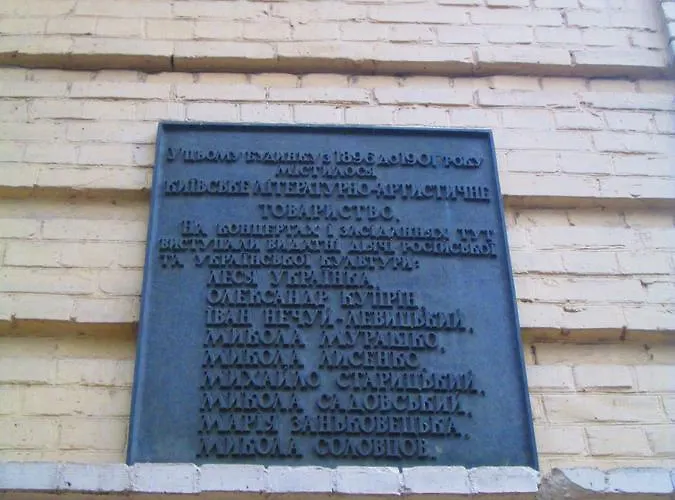 У ЦЬОМУ БУДИНКУ З 1896 ДО 1901 РОКУ
МІСТИЛОСЯ
КИЇВСЬКЕ ЛІТЕРАТУРНО-АРТИСТИЧНЕ
ТОВАРИСТВО.
НА КОНЦЕРТАХ І ЗАСІДАННЯХ ТУТ
ВИСТУПАЛИ ВИДАТНІ ДІЯЧІ РОСІЙСЬКОЇ
ТА УКРАЇНСЬКОЇ КУЛЬТУРИ:
ЛЕСЯ УКРАЇНКА,
ОЛЕКСАНДР КУПРІН,
ІВАН НЕЧУЙ-ЛЕВИЦЬКИЙ,
МИКОЛА МУРАШКО,
МИКОЛА ЛИСЕНКО,
МИХАЙЛО СТАРИЦЬКИЙ,
МИКОЛА САДОВСЬКИЙ,
МАРІЯ ЗАНЬКОВЕЦЬКА,
МИКОЛА СОЛОВЦОВ.